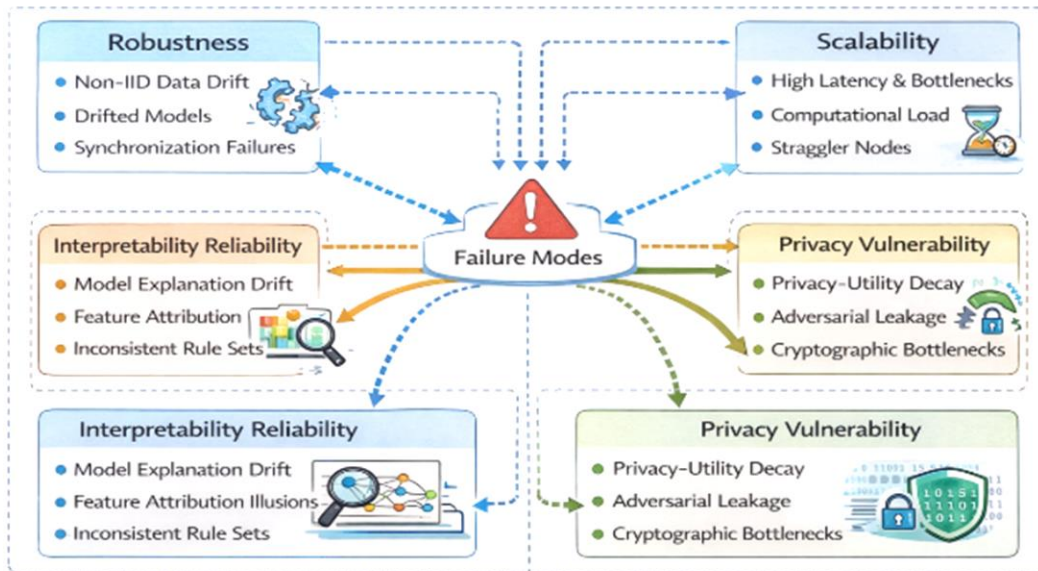 Robustness
Non-IID Data Drift
Drifted Models
Synchronization Failures
Scalability
High Latency & Bottlenecks
Computational Load
Straggler Nodes
Failure Modes
Interpretability Reliability
Model Explanation Drift
Feature Attribution
Inconsistent Rule Sets
Privacy Vulnerability
Privacy-Utility Decay
Adversarial Leakage
Cryptographic Bottlenecks
Interpretability Reliability
Model Explanation Drift
Feature Attribution Illusions
Inconsistent Rule Sets
Privacy Vulnerability
Privacy-Utility Decay
Adversarial Leakage
Cryptographic Bottlenecks
10151
11101
1011